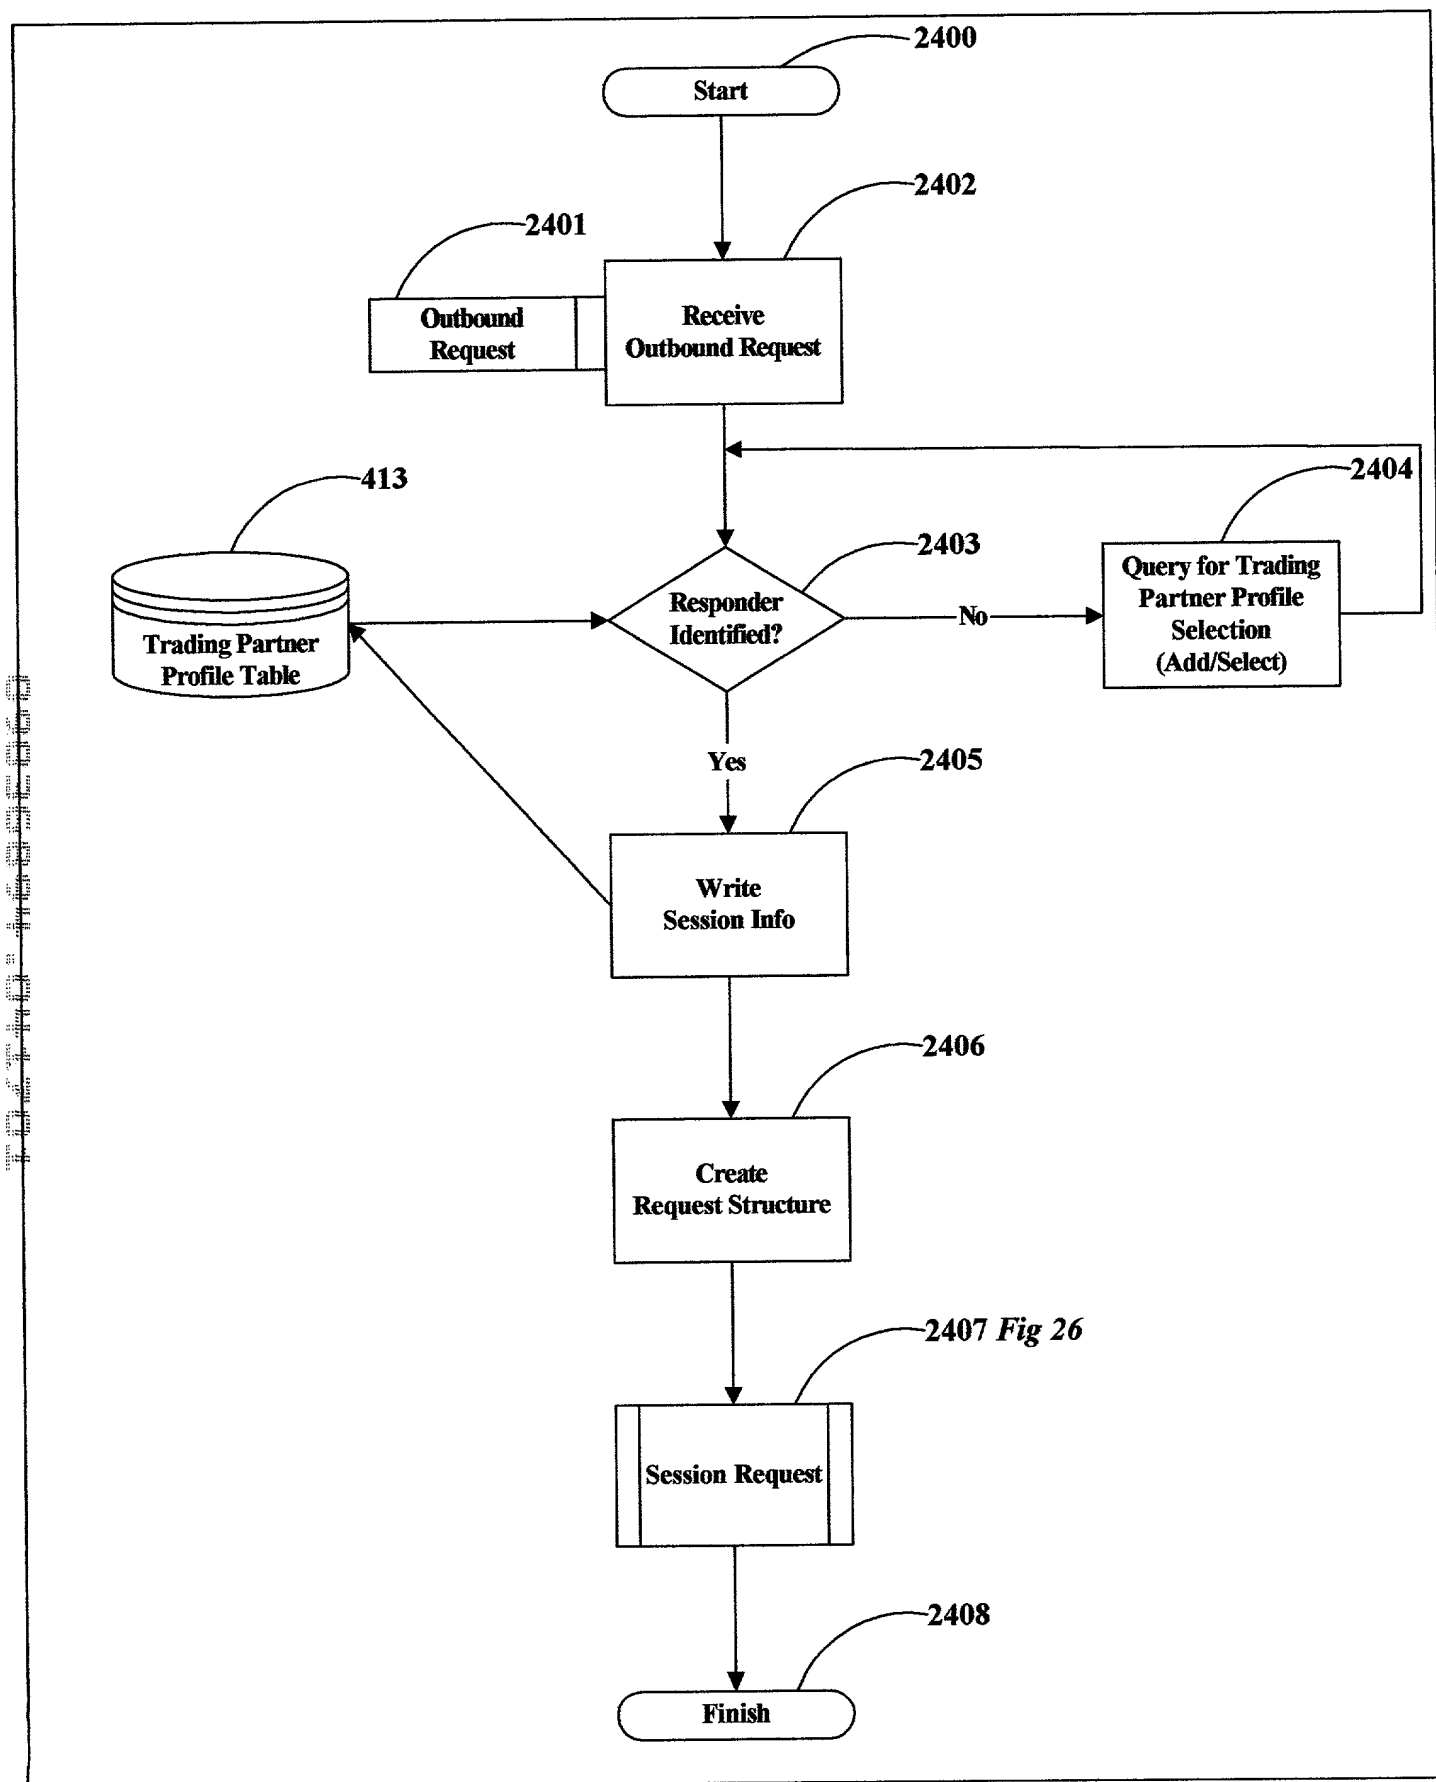 2400
Start
2402
2401
Outbound
Request
Receive
Outbound Request
413
2404
2403
Trading Partner
Profile Table
Responder
Identified?
No
Query for Trading
Partner Profile
Selection
(Add/Select)
Yes
2405
Write
Session Info
2406
Create
Request Structure
2407 Fig 26
Session Request
2408
Finish